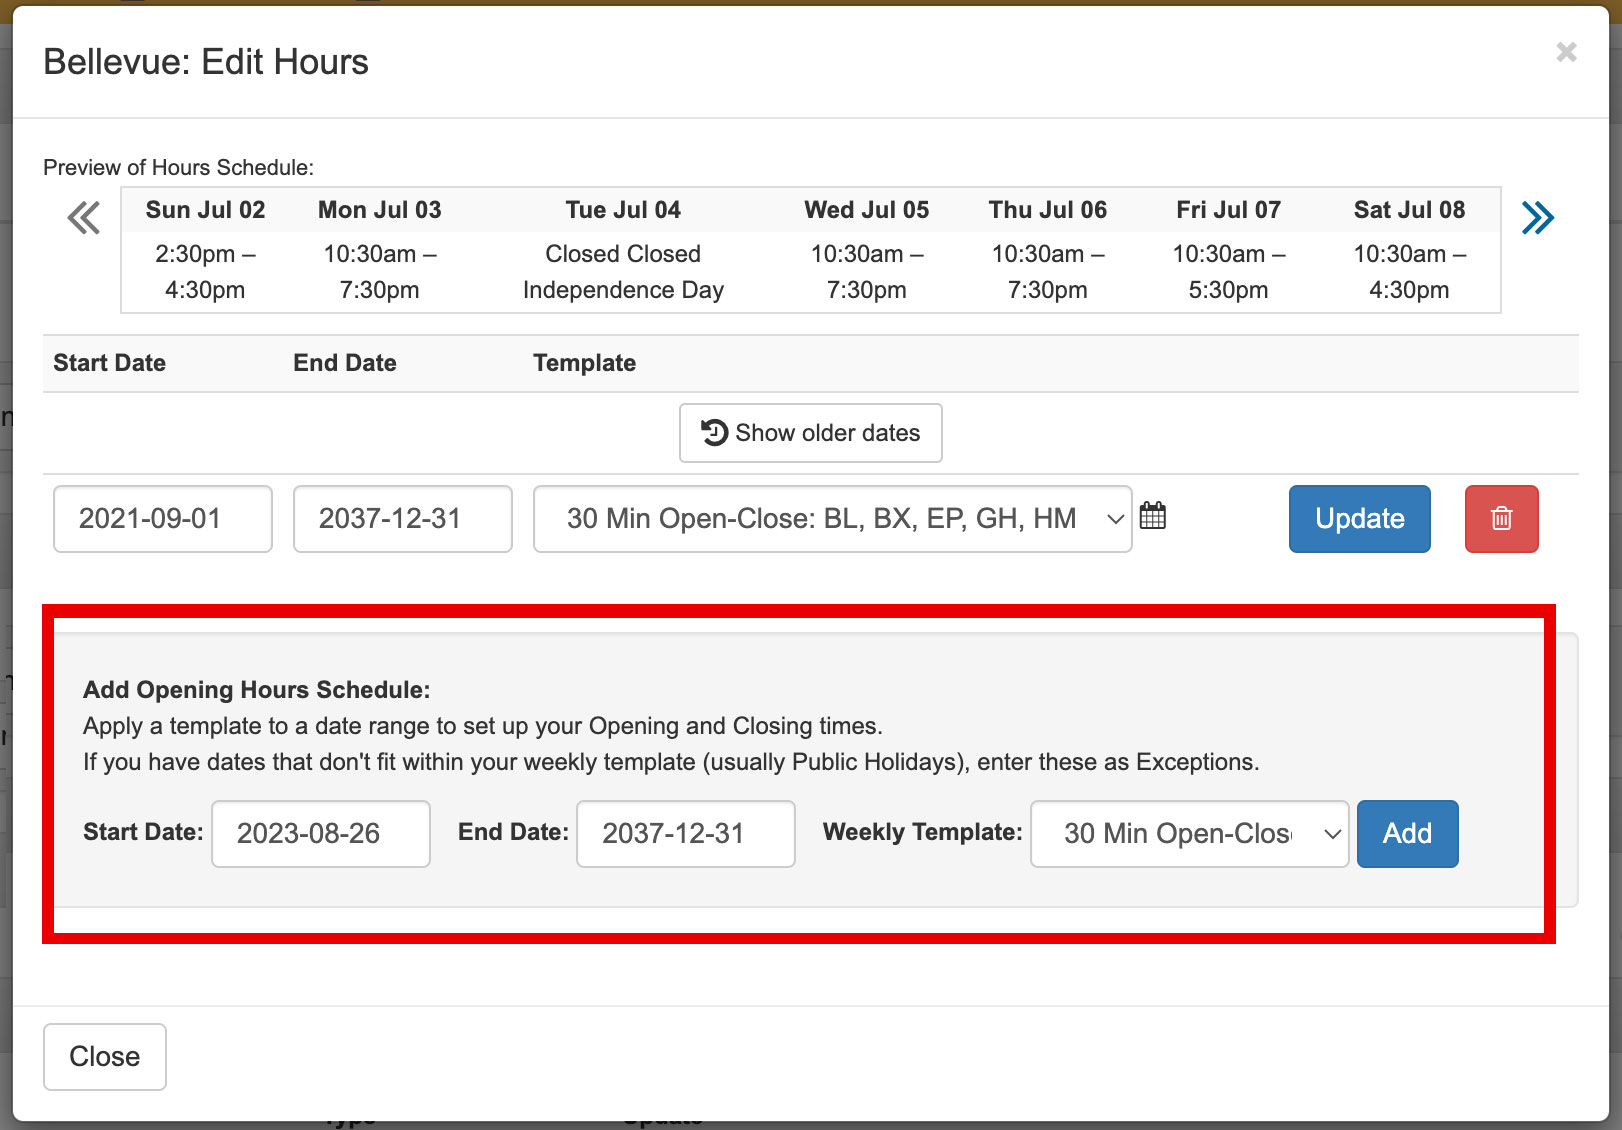 Bellevue: Edit Hours
×
Preview of Hours Schedule:
Sun Jul 02 Mon Jul 03 Tue Jul 04 Wed Jul 05 Thu Jul 06 Fri Jul 07 Sat Jul 08
2:30pm – 10:30am – Closed Closed 10:30am – 10:30am – 10:30am – 10:30am –
4:30pm 7:30pm Independence Day 7:30pm 7:30pm 5:30pm 4:30pm
Start Date End Date Template
Show older dates
2021-09-01 2037-12-31 30 Min Open-Close: BL, BX, EP, GH, HM Update
Add Opening Hours Schedule:
Apply a template to a date range to set up your Opening and Closing times.
If you have dates that don't fit within your weekly template (usually Public Holidays), enter these as Exceptions.
Start Date: 2023-08-26 End Date: 2037-12-31 Weekly Template: 30 Min Open-Clos Add
Close